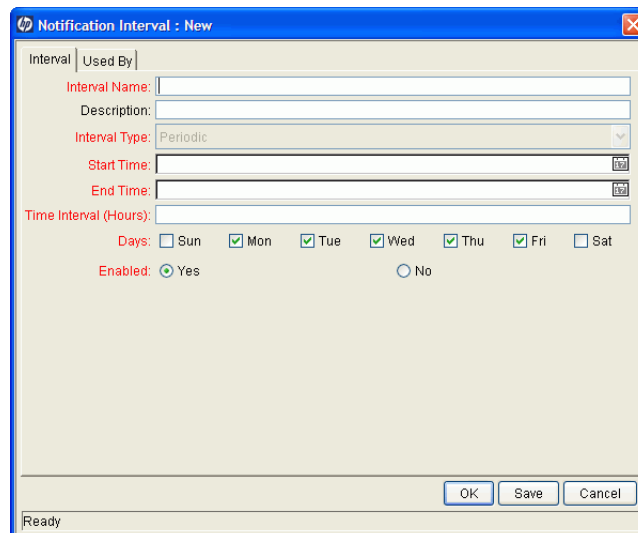 hp Notification Interval : New
Interval Used By
Interval Name:
Description:
Interval Type: Periodic
Start Time:
End Time:
Time Interval (Hours):
Days: Sun Mon Tue Wed Thu Fri Sat
Enabled: Yes No
OK Save Cancel
Ready